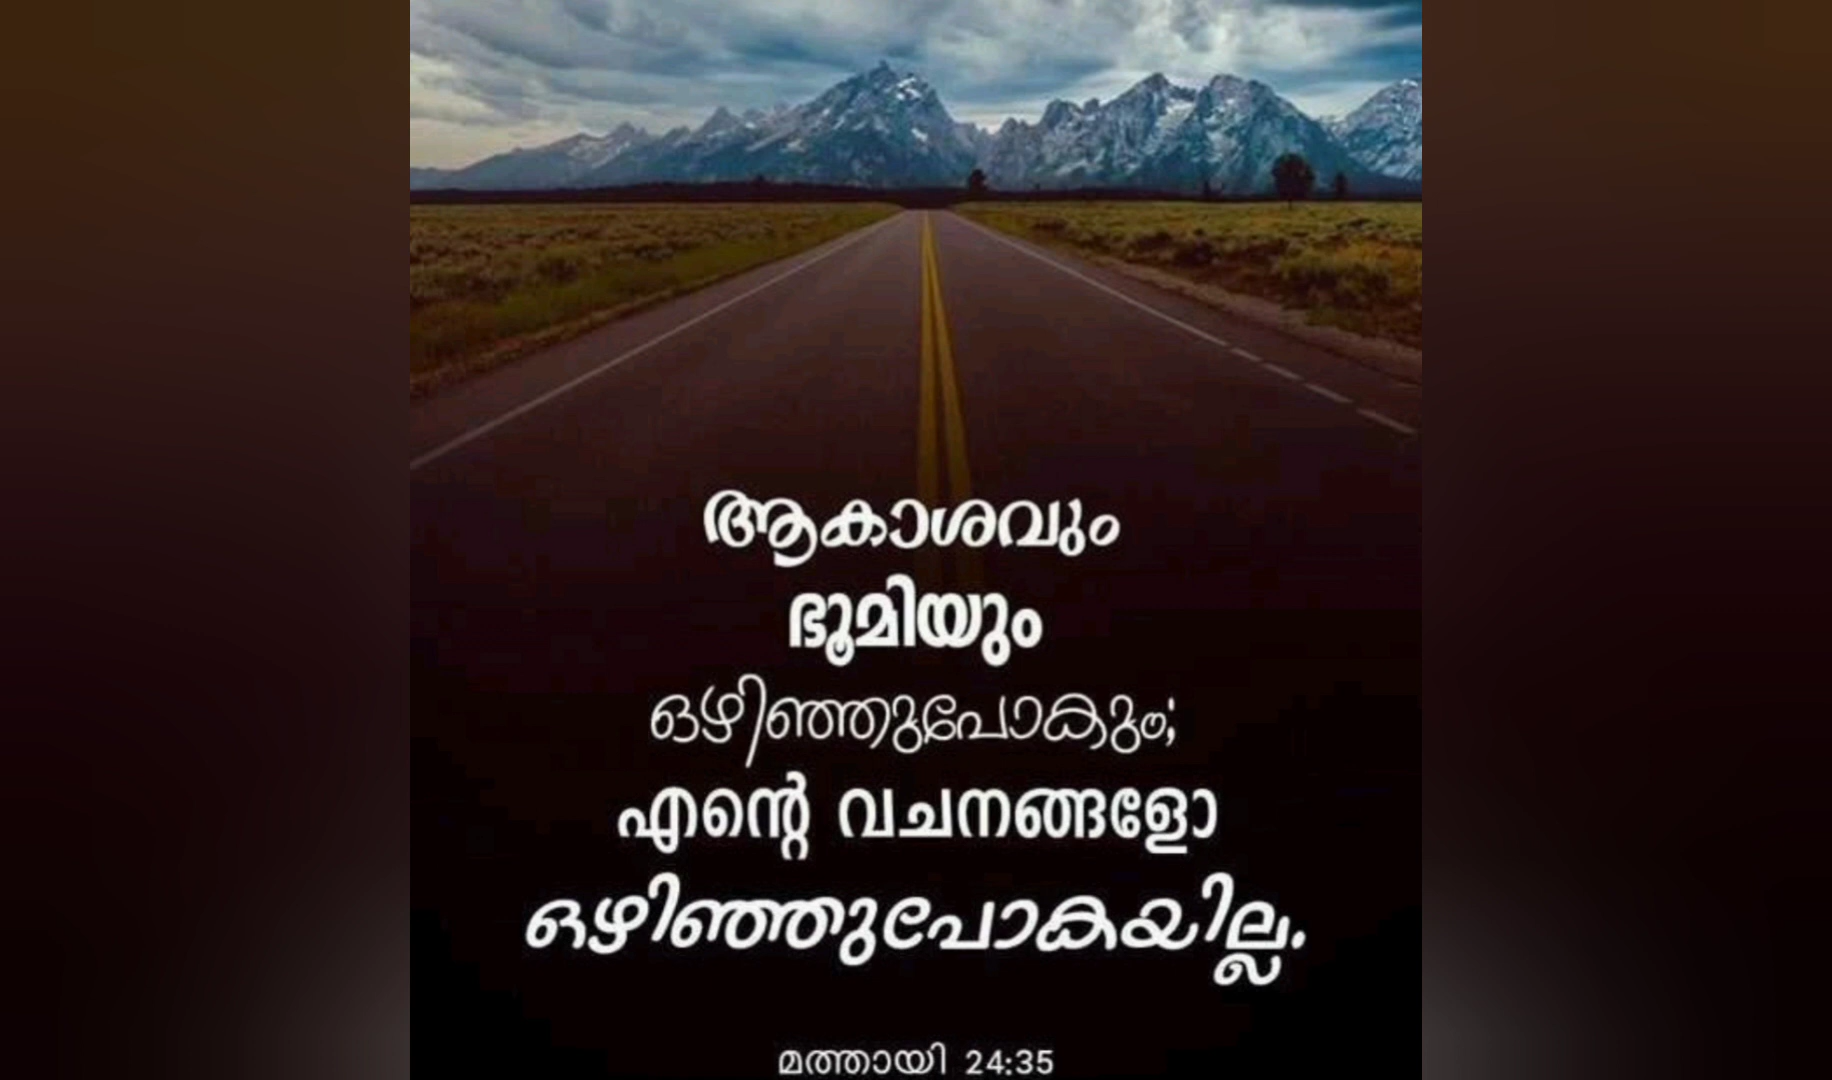 ആകാശവും
ഭൂമിയും
ഒഴിഞ്ഞുപോകും;
എന്റെ വചനങ്ങളോ
ഒഴിഞ്ഞുപോകയില്ല.
മത്തായി 24:35